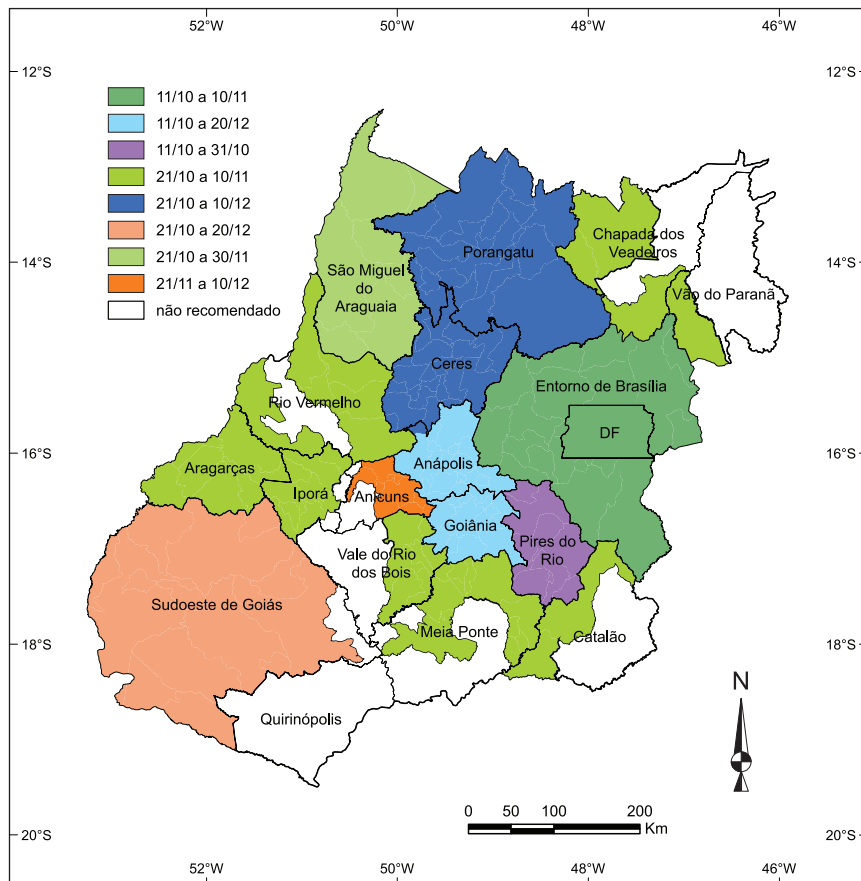 52°W 50°W 48°W 46°W
12°S 12°S
11/10 a 10/11
11/10 a 20/12
11/10 a 31/10
21/10 a 10/11
21/10 a 10/12
21/10 a 20/12
21/10 a 30/11
21/11 a 10/12
não recomendado
14°S 14°S
Porangatu
Chapada dos
Veadeiros
São Miguel
do
Araguaia
Vão do Paranã
Ceres
Entorno de Brasília
Rio Vermelho
DF
16°S 16°S
Aragarças
Anápolis
Iporá
Anicuns
Goiânia
Pires do
Rio
Vale do Rio
dos Bois
Sudoeste de Goiás
Meia Ponte
Catalão
18°S 18°S
Quirinópolis
N
0 50 100 200
Km
20°S 20°S
52°W 50°W 48°W 46°W